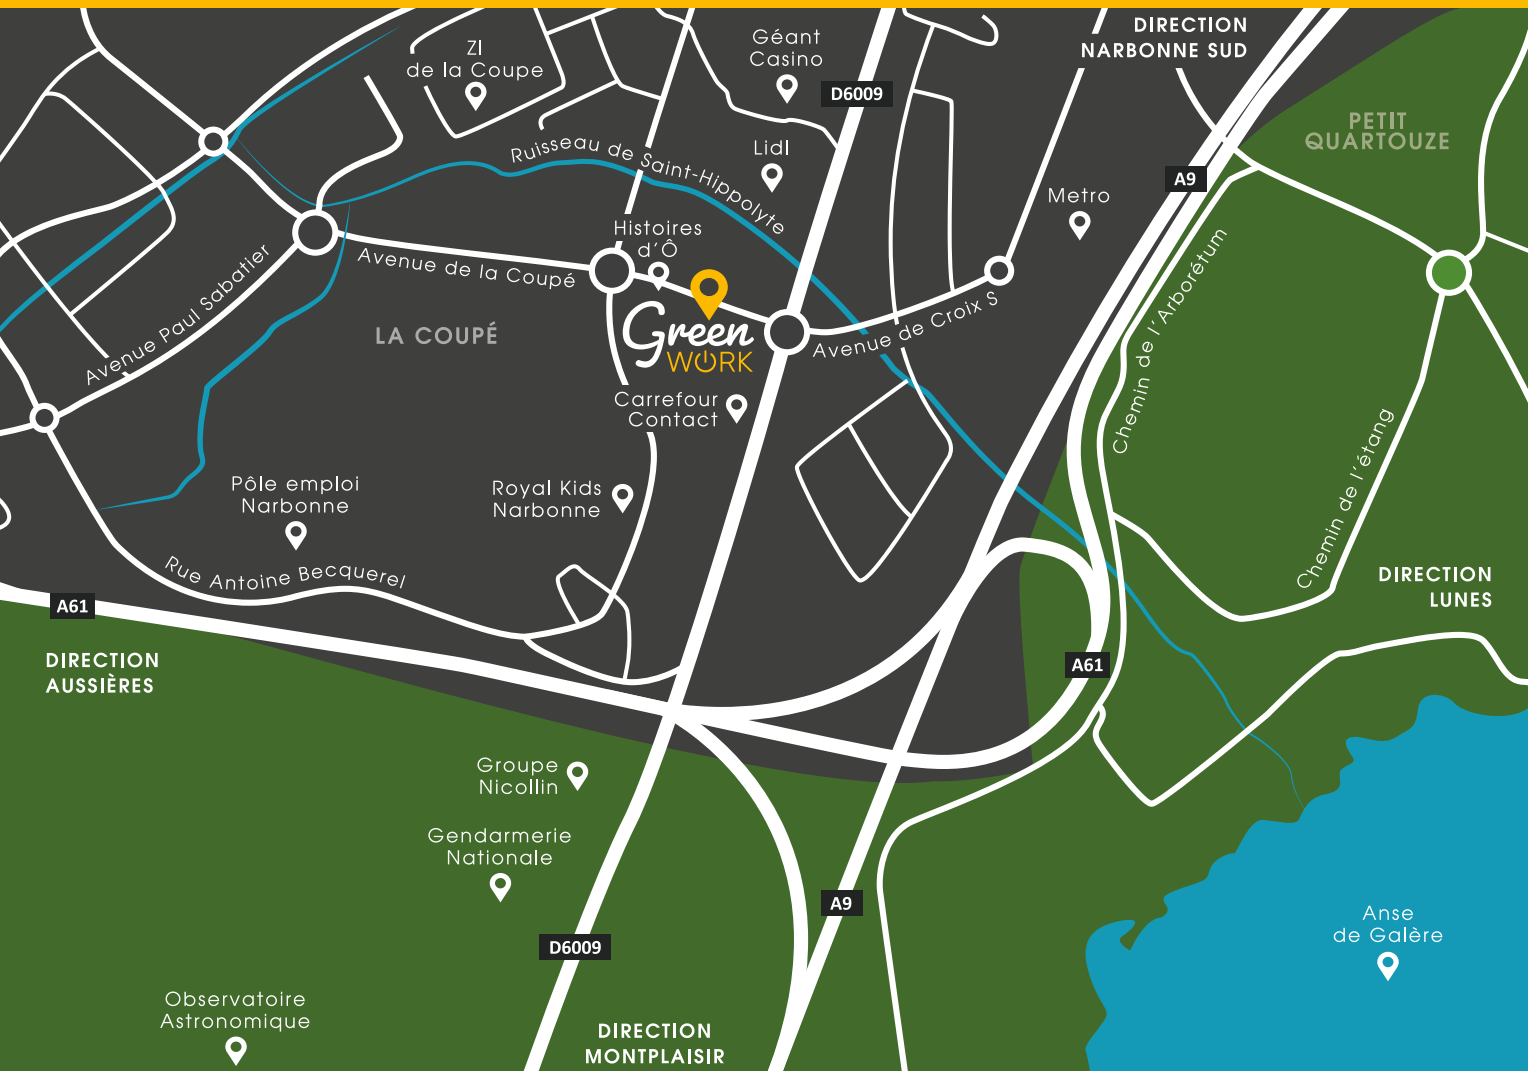 DIRECTION
NARBONNE SUD
Géant
Casino
ZI
de la Coupe
D6009
PETIT
QUARTOUZE
Ruisseau de Saint-Hippolyte
Lidl
A9
Metro
Histoires
d'Ô
Avenue de la Coupé
Avenue Paul Sabatier
LA COUPÉ
Green
WORK
Avenue de Croix S
Chemin de l'Arborétum
Carrefour
Contact
Chemin de l'étang
Pôle emploi
Narbonne
Royal Kids
Narbonne
Rue Antoine Becquerel
DIRECTION
LUNES
A61
DIRECTION
AUSSIÈRES
A61
Groupe
Nicollin
Gendarmerie
Nationale
A9
Anse
de Galère
D6009
Observatoire
Astronomique
DIRECTION
MONTPLAISIR